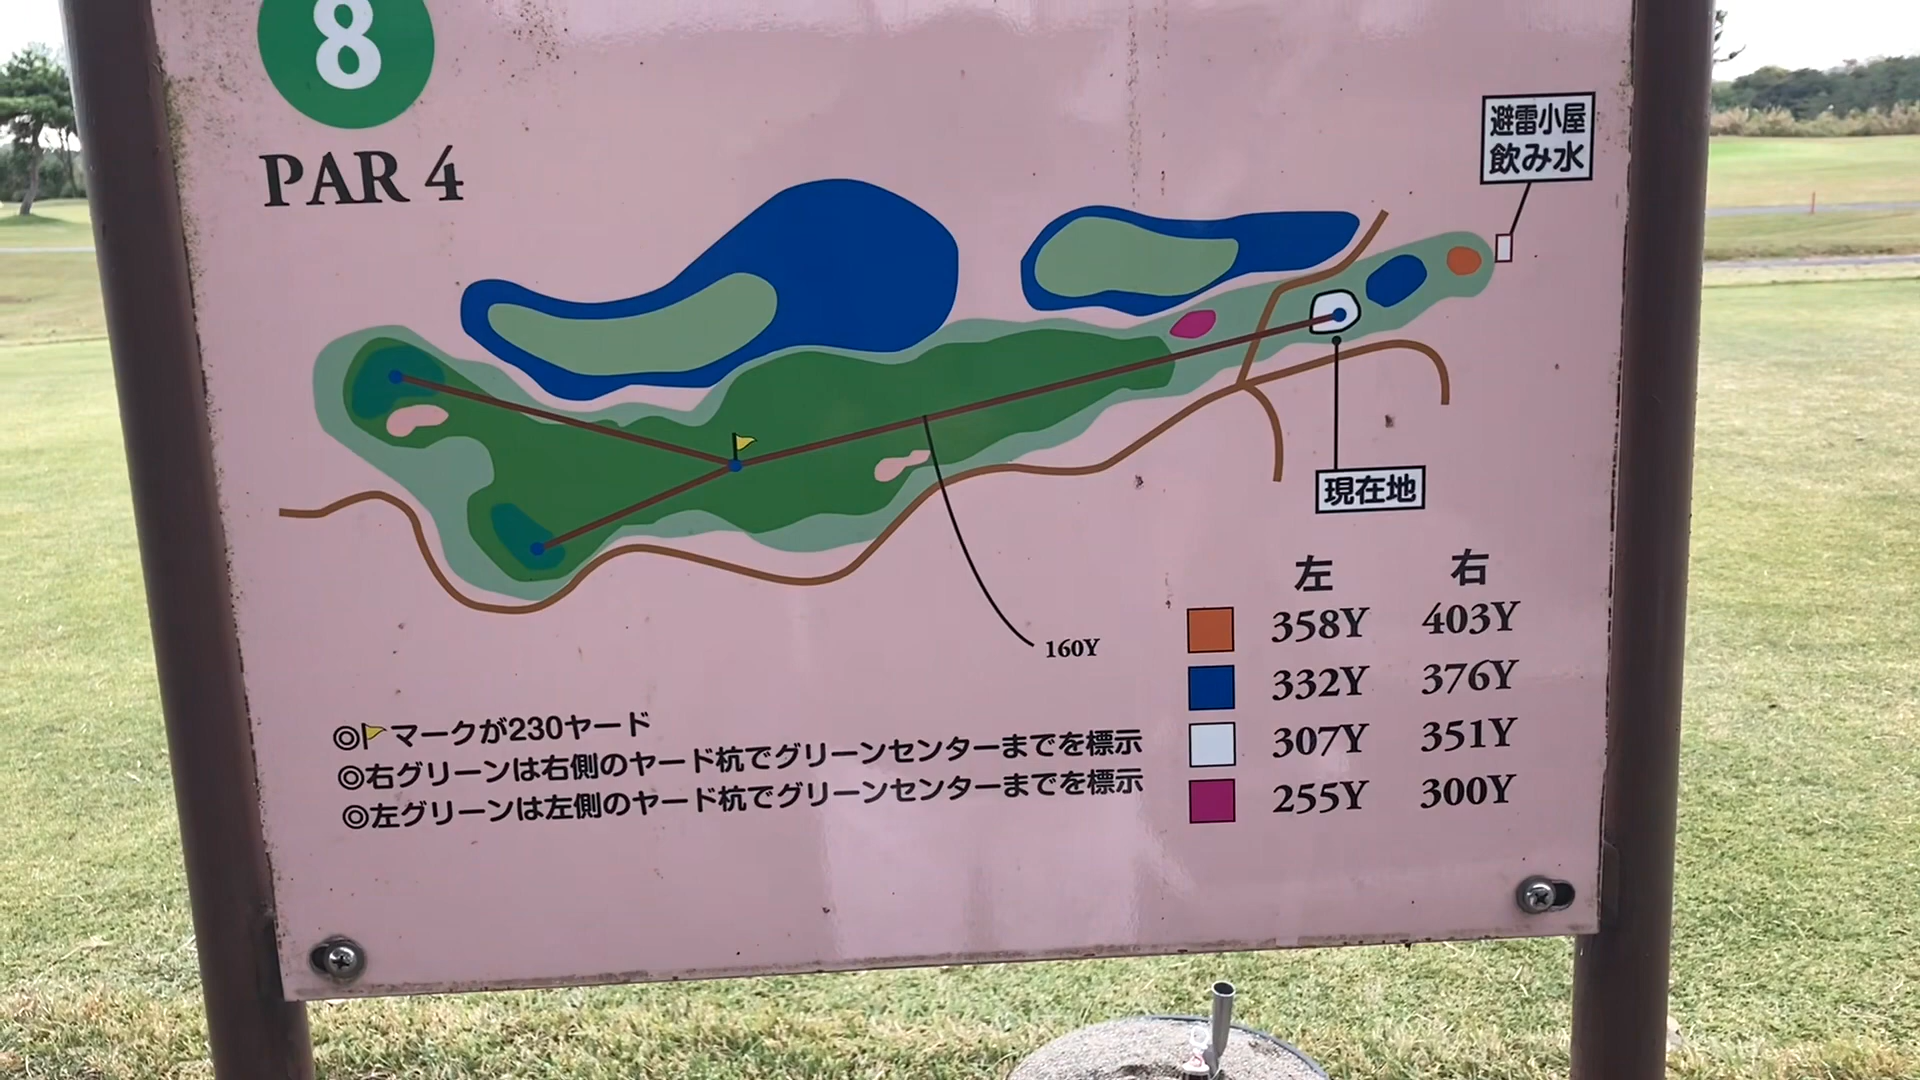 8
PAR 4
避雷小屋
飲み水
現在地
160Y
左 右
358Y 403Y
332Y 376Y
307Y 351Y
255Y 300Y
◎マークが230ヤード
◎右グリーンは右側のヤード杭でグリーンセンターまでを標示
◎左グリーンは左側のヤード杭でグリーンセンターまでを標示